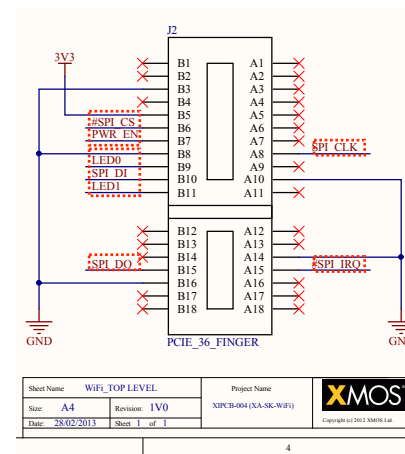 J2
3V3
B1 A1
B2 A2
B3 A3
B4 A4
B5 A5
#SPI_CS B6 A6
PWR_EN B7 A7
B8 A8 SPI_CLK
LED0 B9 A9
SPI_DI B10 A10
LED1 B11 A11
B12 A12
B13 A13
B14 A14
SPI_DO B15 A15 #SPI_IRQ
B16 A16
B17 A17
B18 A18
GND GN
PCIE_36_FINGER
Sheet Name WiFi_TOP LEVEL Project Name
Size: A4 Revision: 1V0 XIPCB-004 (XA-SK-WiFi) XMOS
Date: 28/02/2013 Sheet 1 of 1 Copyright (c) 2012 XMOS Ltd.
4